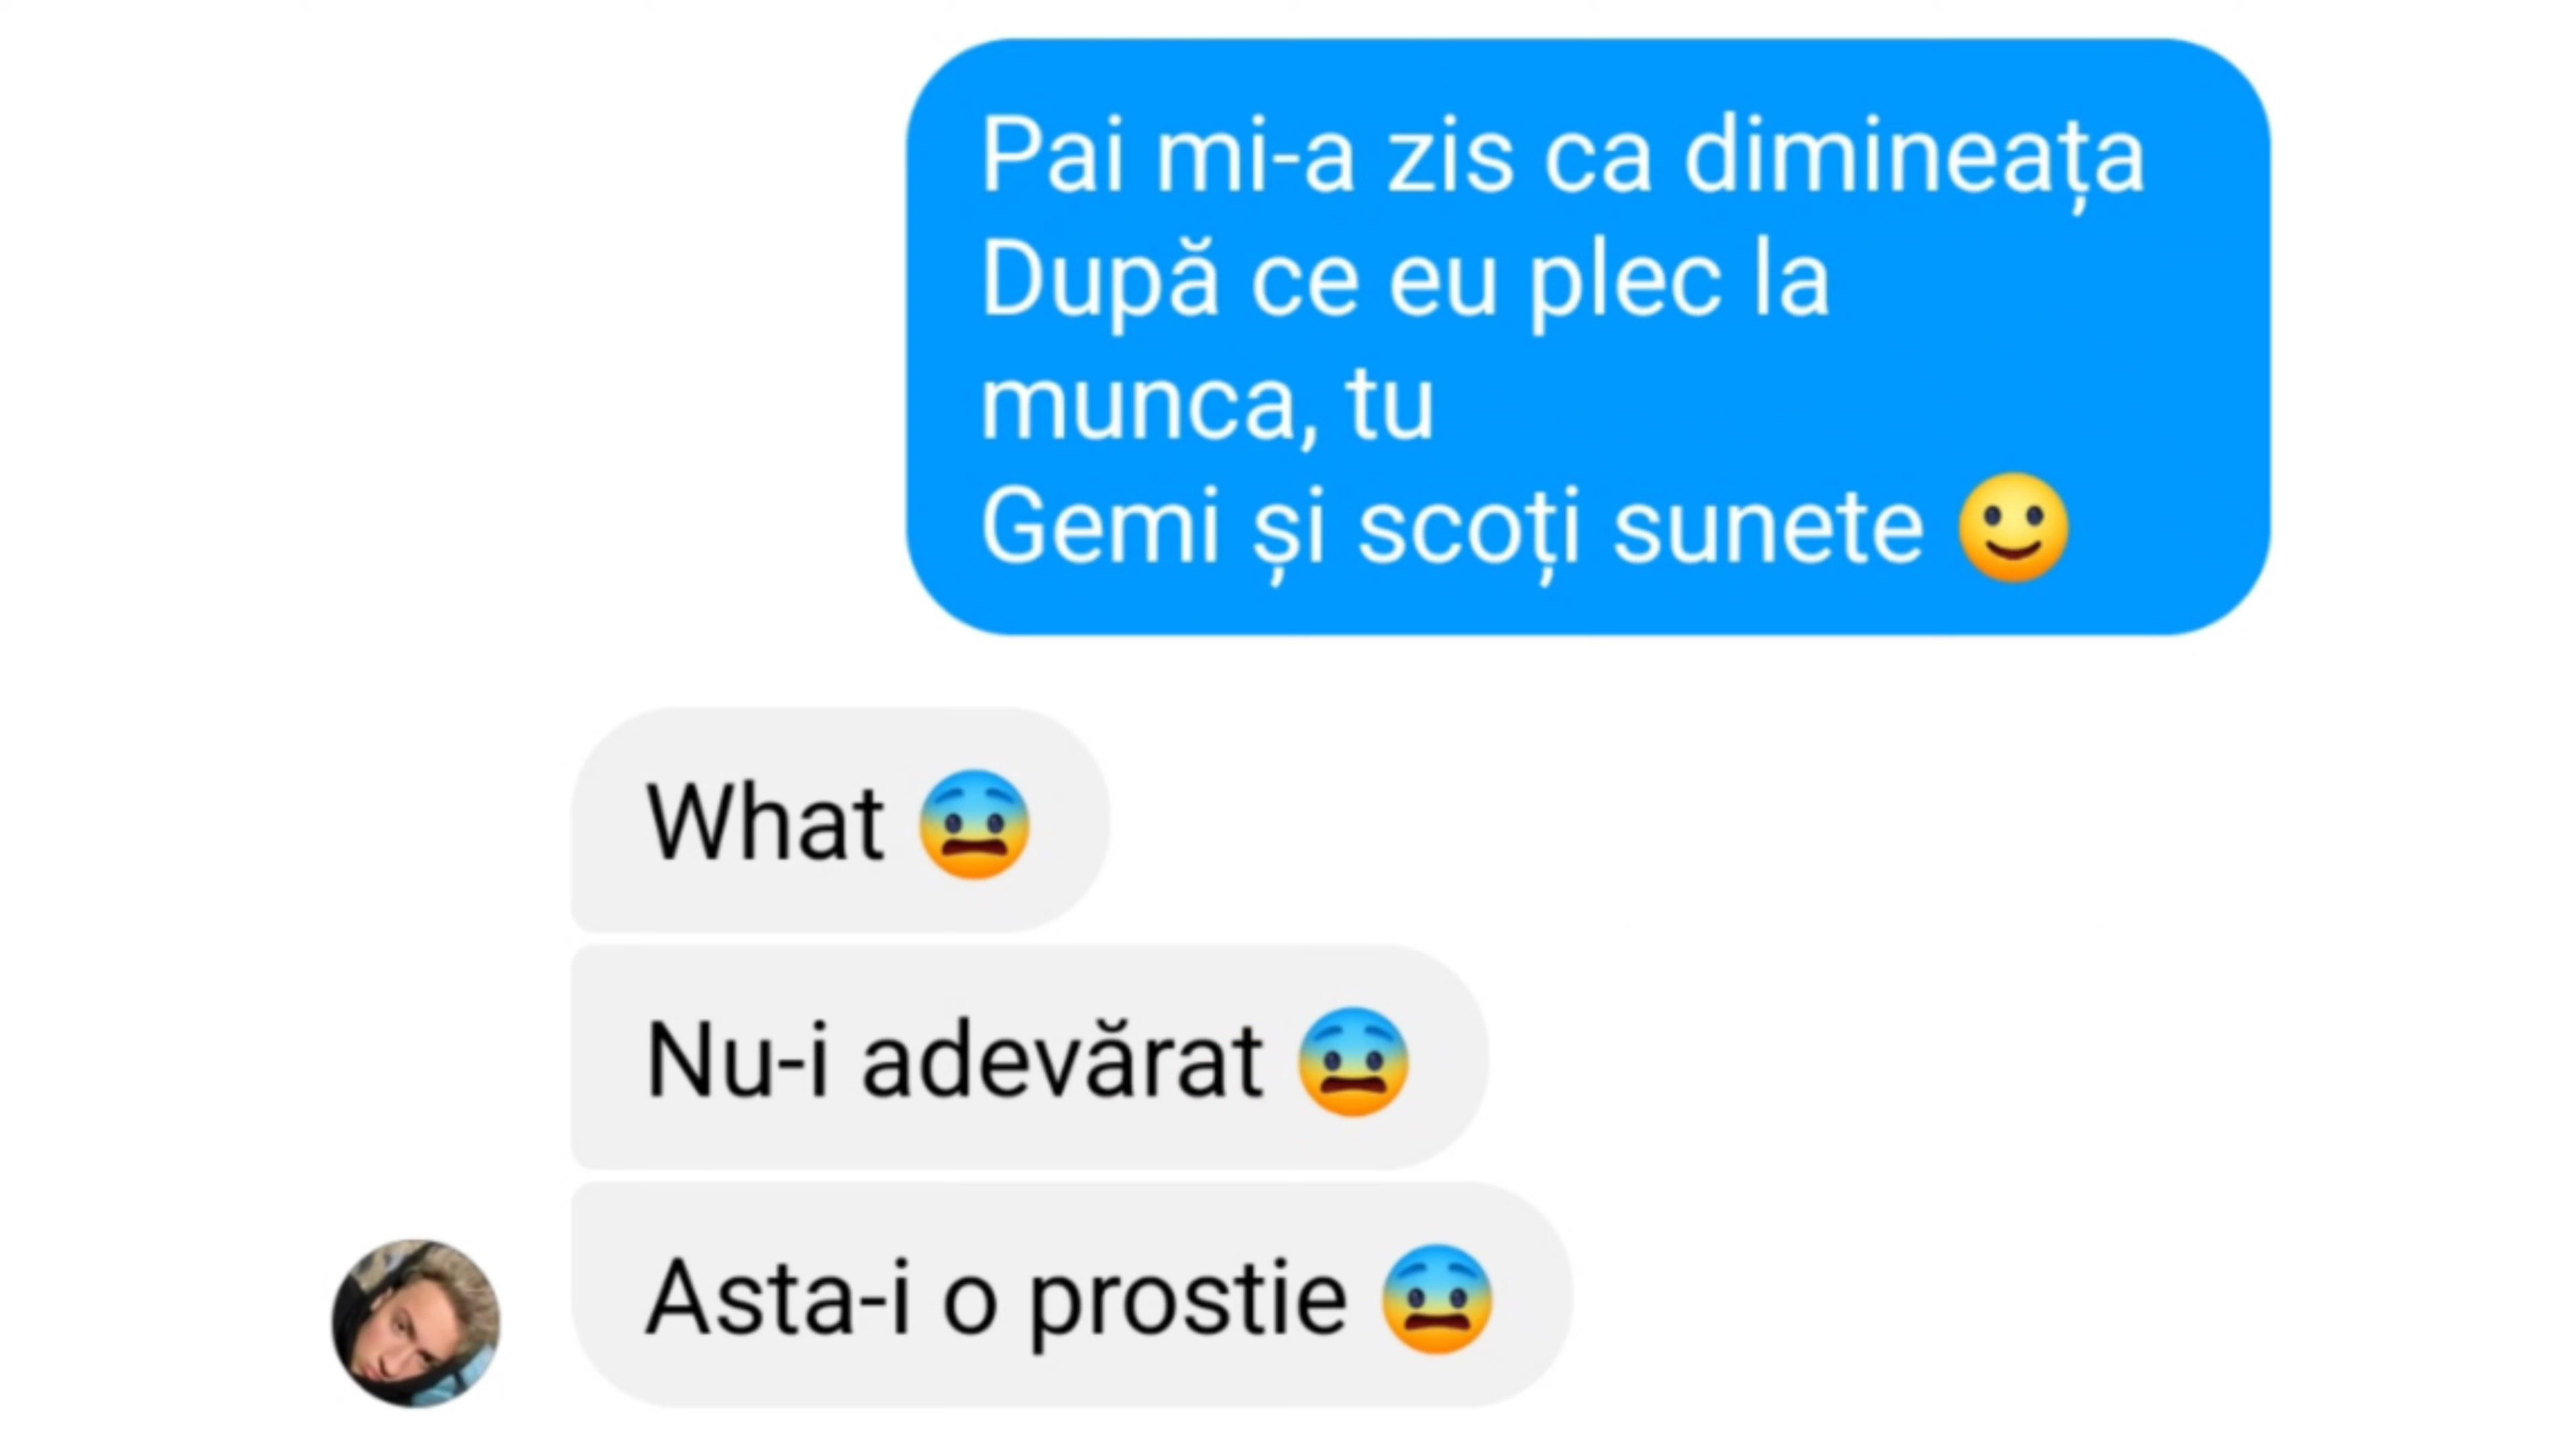 Pai mi-a zis ca dimineața
După ce eu plec la
munca, tu
Gemi și scoți sunete 🙂
What 😨
Nu-i adevărat 😨
Asta-i o prostie 😨